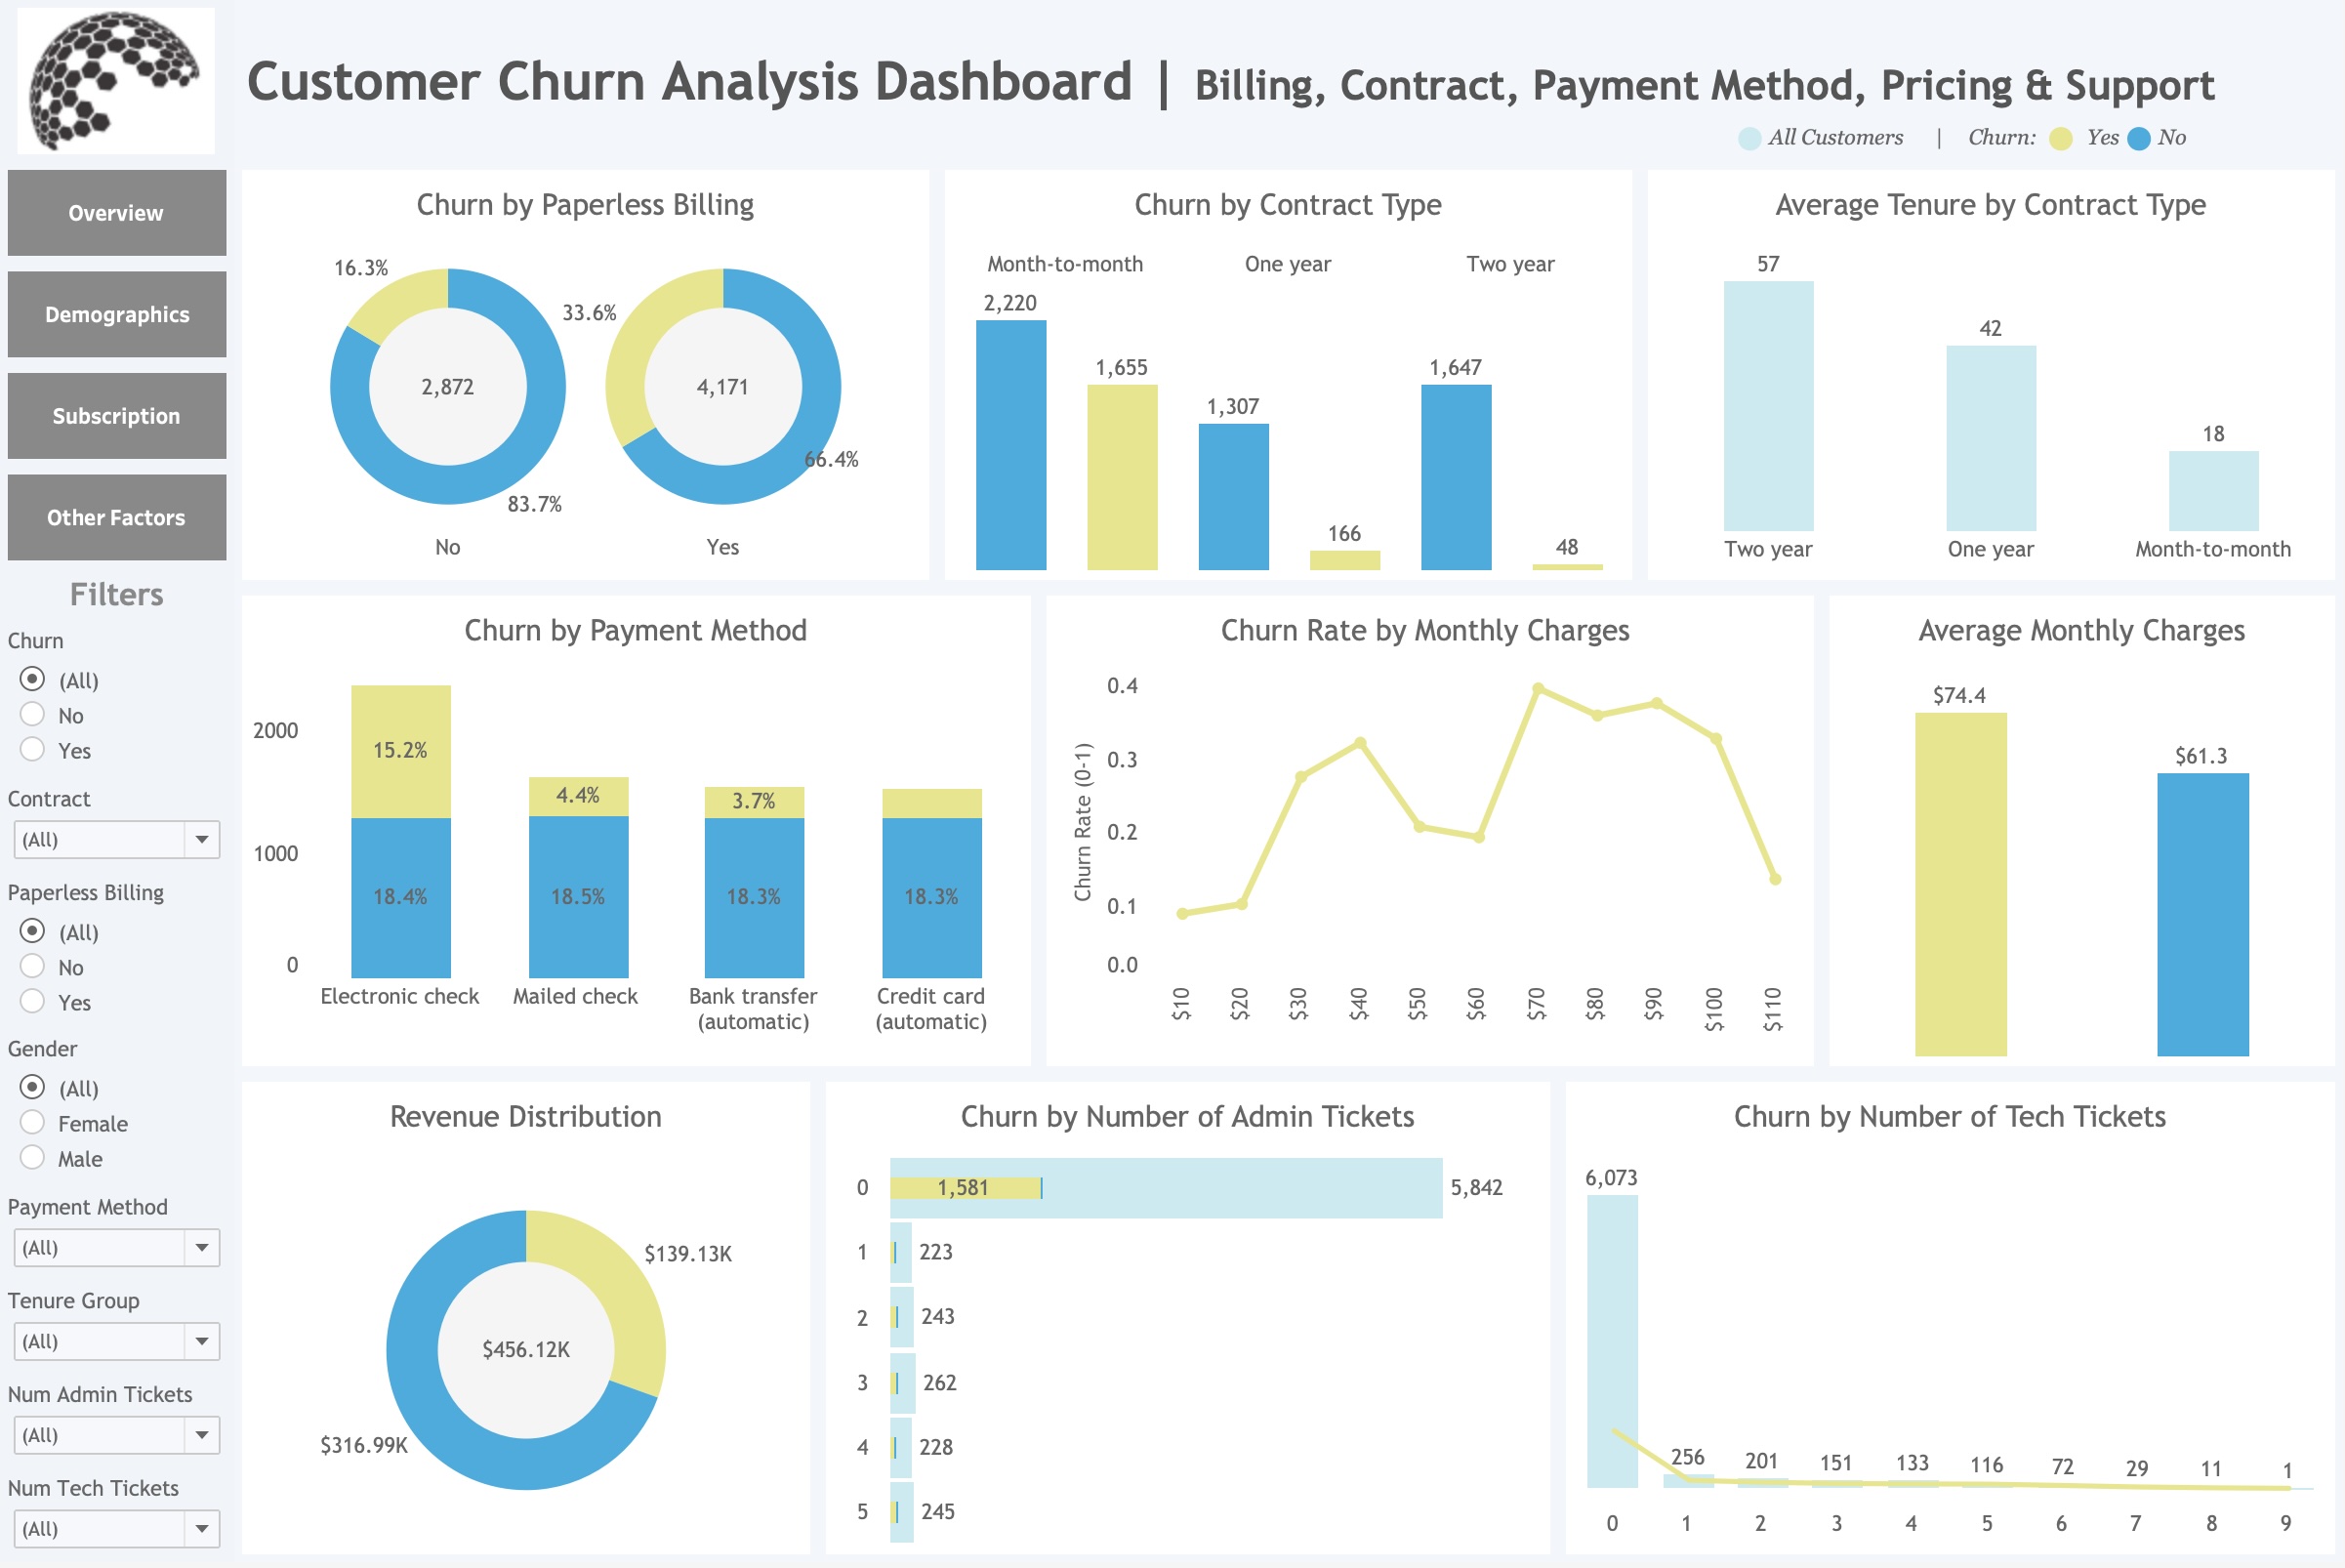 Customer Churn Analysis Dashboard | Billing, Contract, Payment Method, Pricing & Support
All Customers | Churn: Yes No
Overview
Demographics
Subscription
Other Factors
Filters
Churn
(All)
No
Yes
Contract
(All)
Paperless Billing
(All)
No
Yes
Gender
(All)
Female
Male
Payment Method
(All)
Tenure Group
(All)
Num Admin Tickets
(All)
Num Tech Tickets
(All)
Churn by Paperless Billing
16.3%
2,872
83.7%
No
33.6%
4,171
66.4%
Yes
Churn by Contract Type
Month-to-month One year Two year
2,220
1,655
1,307
166
1,647
48
Average Tenure by Contract Type
57
42
18
Two year One year Month-to-month
Churn by Payment Method
2000
1000
0
15.2%
18.4%
4.4%
18.5%
3.7%
18.3%
18.3%
Electronic check
Mailed check
Bank transfer
(automatic)
Credit card
(automatic)
Churn Rate by Monthly Charges
Churn Rate (0-1)
0.4
0.3
0.2
0.1
0.0
$10 $20 $30 $40 $50 $60 $70 $80 $90 $100 $110
Average Monthly Charges
$74.4
$61.3
Revenue Distribution
$139.13K
$456.12K
$316.99K
Churn by Number of Admin Tickets
0 1,581 5,842
1 223
2 243
3 262
4 228
5 245
Churn by Number of Tech Tickets
6,073
256 201 151 133 116 72 29 11 1
0 1 2 3 4 5 6 7 8 9